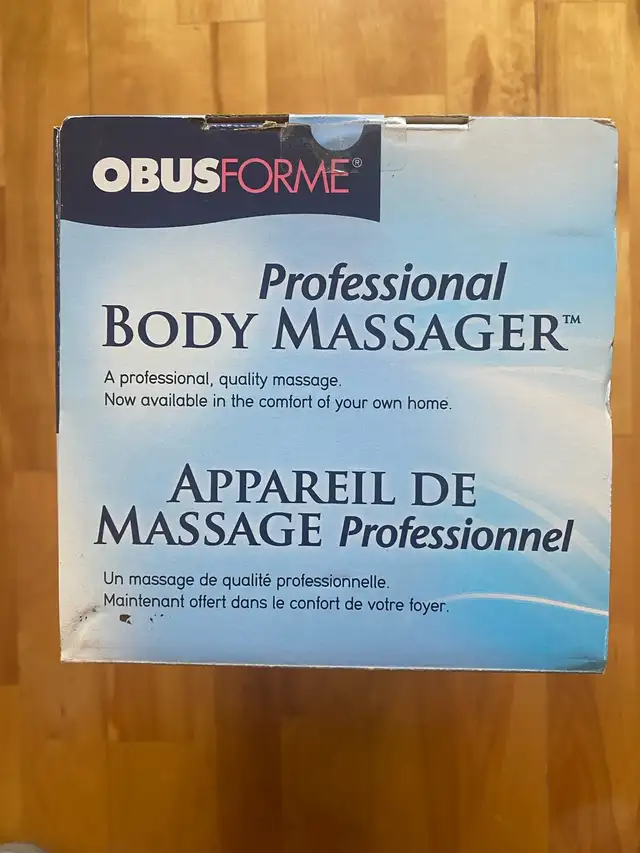 OBUSFORME®
Professional
BODY MASSAGER™
A professional, quality massage.
Now available in the comfort of your own home.
APPAREIL DE
MASSAGE Professionnel
Un massage de qualité professionnelle.
Maintenant offert dans le confort de votre foyer.